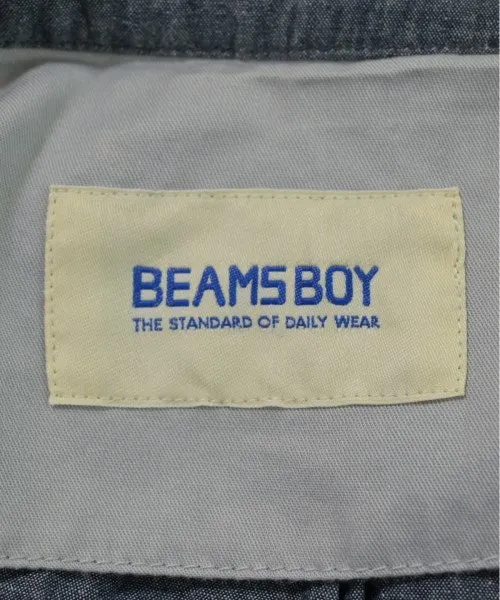 BEAMS BOY
THE STANDARD OF DAILY WEAR